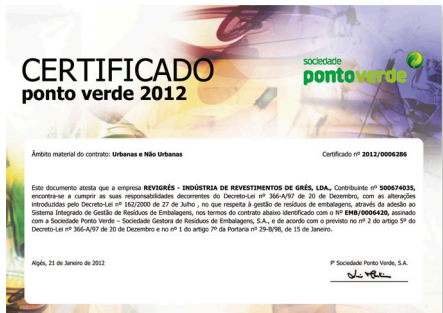 CERTIFICADO
ponto verde 2012
sociedade
pontoverde
Âmbito material do contrato: Urbanas e Não Urbanas
Certificado nº 2012/0006286
Este documento atesta que a empresa REVIGRÉS - INDÚSTRIA DE REVESTIMENTOS DE GRÉS, LDA., Contribuinte nº 500674035,
encontra-se a cumprir as suas responsabilidades decorrentes do Decreto-Lei nº 366-A/97 de 20 de Dezembro, com as alterações
introduzidas pelo Decreto-Lei nº 162/2000 de 27 de Julho , no que respeita à gestão de resíduos de embalagens, através da adesão ao
Sistema Integrado de Gestão de Resíduos de Embalagens, nos termos do contrato abaixo identificado com o Nº EMB/0006420, assinado
com a Sociedade Ponto Verde – Sociedade Gestora de Resíduos de Embalagens, S.A., e de acordo com o previsto no nº 2 do artigo 5º do
Decreto-Lei nº 366-A/97 de 20 de Dezembro e no nº 1 do artigo 7º da Portaria nº 29-B/98, de 15 de Janeiro.
Algés, 21 de Janeiro de 2012
Pª Sociedade Ponto Verde, S.A.